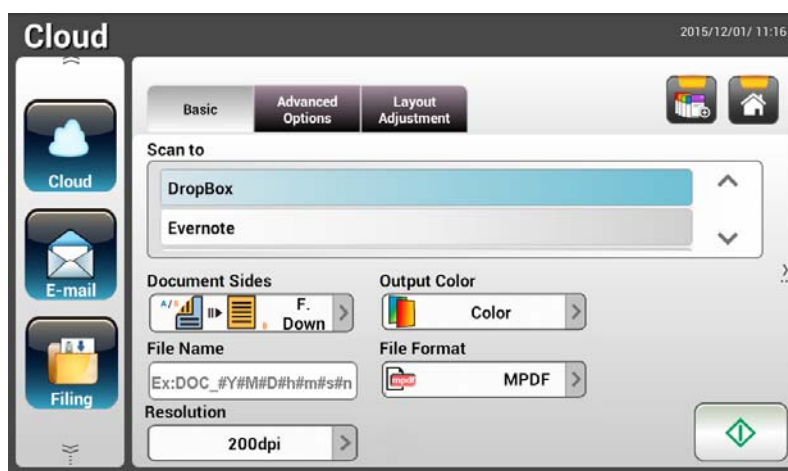 Cloud
2015/12/01/ 11:16
Basic
Advanced
Options
Layout
Adjustment
Scan to
Cloud
DropBox
Evernote
E-mail
Document Sides
Output Color
A/B
F.
Down
Color
File Name
File Format
Ex:DOC_#Y#M#D#h#m#s#n
mpdf
MPDF
Filing
Resolution
200dpi